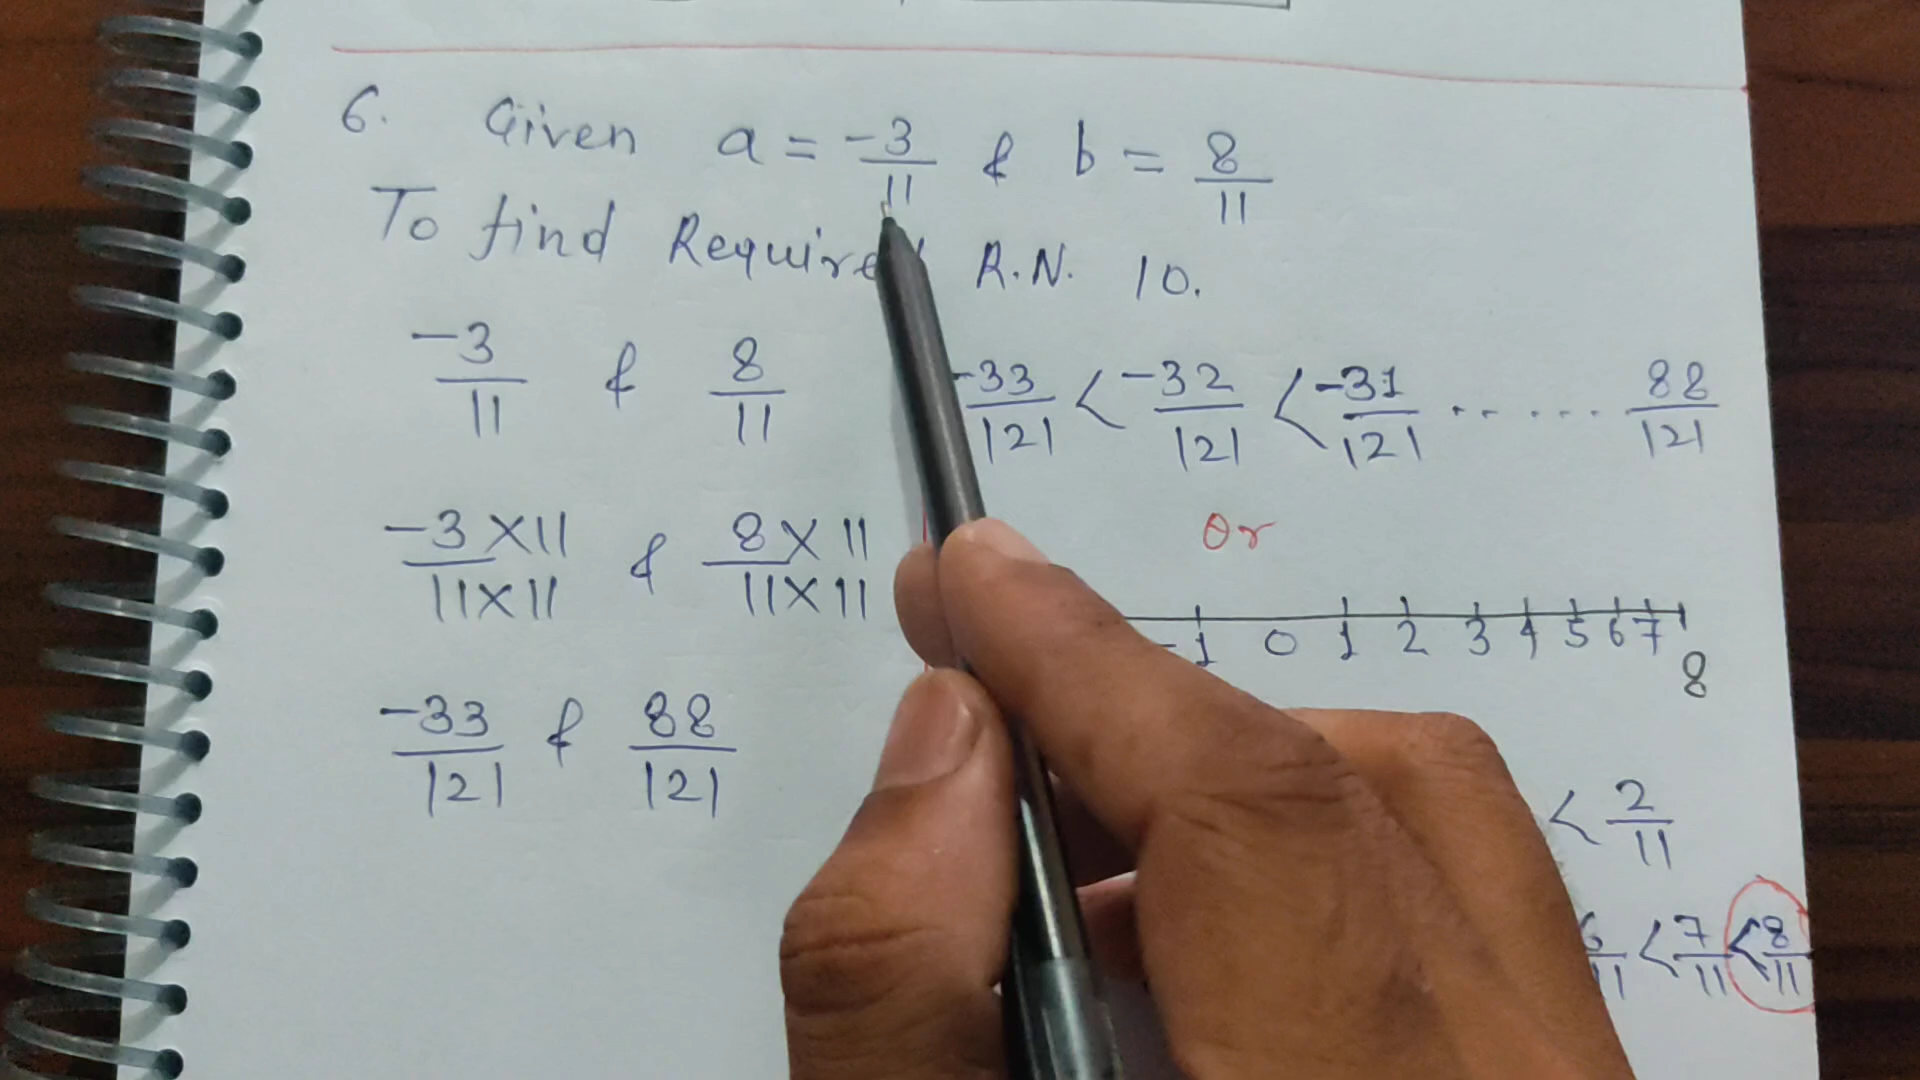 6. Given a = -3/11 & b = 8/11
To find Required R.N. 10.
-3/11 & 8/11
-3×11/11×11 & 8×11/11×11
-33/121 & 88/121
-33/121 < -32/121 < -31/121 ...... 88/121
Or
-1 0 1 2 3 4 5 6 7 8
< 2/11
6/11 < 7/11 < 8/11